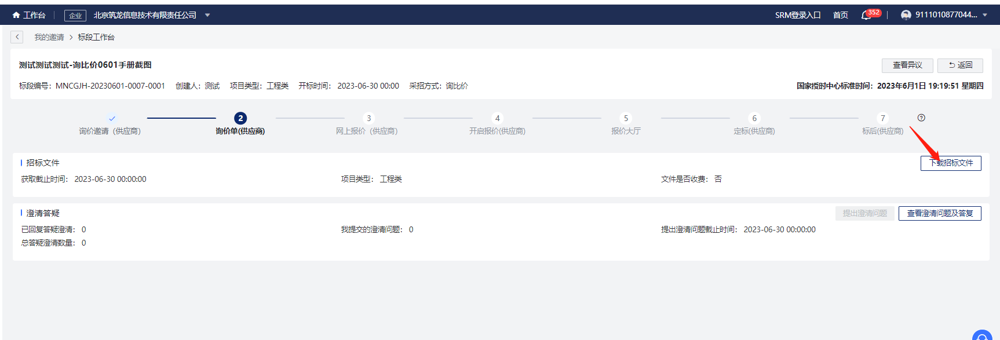 工作台 企业 北京筑龙信息技术有限责任公司 SRM登录入口 首页 352 9111010877044...
我的邀请 > 标段工作台
测试测试测试-询比价0601手册截图 查看异议 返回
标段编号：MNCGJH-20230601-0007-0001 创建人：测试 项目类型：工程类 开标时间：2023-06-30 00:00 采招方式：询比价 国家授时中心标准时间：2023年6月1日 19:19:51 星期四
2 3 4 5 6 7 ?
询价邀请（供应商） 询价单(供应商) 网上报价（供应商） 开启报价(供应商) 报价大厅 定标(供应商) 标后(供应商)
招标文件 下载招标文件
获取截止时间：2023-06-30 00:00:00 项目类型：工程类 文件是否收费：否
澄清答疑 提出澄清问题 查看澄清问题及答复
已回复答疑澄清：0 我提交的澄清问题：0 提出澄清问题截止时间：2023-06-30 00:00:00
总答疑澄清数量：0